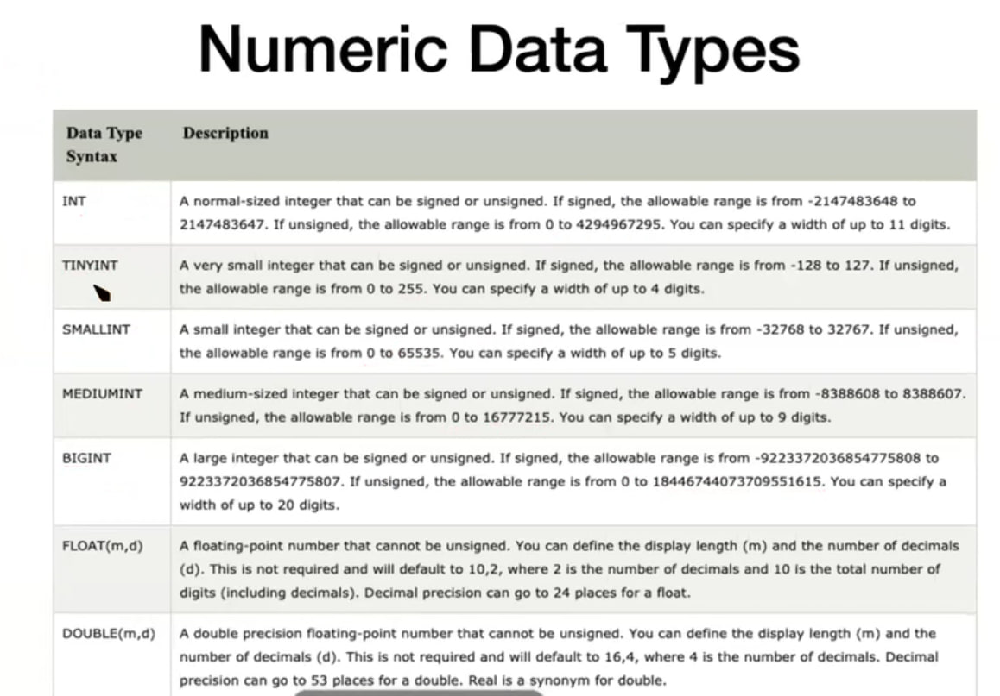 Numeric Data Types
Data Type Description
Syntax
INT A normal-sized integer that can be signed or unsigned. If signed, the allowable range is from -2147483648 to
2147483647. If unsigned, the allowable range is from 0 to 4294967295. You can specify a width of up to 11 digits.
TINYINT A very small integer that can be signed or unsigned. If signed, the allowable range is from -128 to 127. If unsigned,
the allowable range is from 0 to 255. You can specify a width of up to 4 digits.
SMALLINT A small integer that can be signed or unsigned. If signed, the allowable range is from -32768 to 32767. If unsigned,
the allowable range is from 0 to 65535. You can specify a width of up to 5 digits.
MEDIUMINT A medium-sized integer that can be signed or unsigned. If signed, the allowable range is from -8388608 to 8388607.
If unsigned, the allowable range is from 0 to 16777215. You can specify a width of up to 9 digits.
BIGINT A large integer that can be signed or unsigned. If signed, the allowable range is from -9223372036854775808 to
9223372036854775807. If unsigned, the allowable range is from 0 to 18446744073709551615. You can specify a
width of up to 20 digits.
FLOAT(m,d) A floating-point number that cannot be unsigned. You can define the display length (m) and the number of decimals
(d). This is not required and will default to 10,2, where 2 is the number of decimals and 10 is the total number of
digits (including decimals). Decimal precision can go to 24 places for a float.
DOUBLE(m,d) A double precision floating-point number that cannot be unsigned. You can define the display length (m) and the
number of decimals (d). This is not required and will default to 16,4, where 4 is the number of decimals. Decimal
precision can go to 53 places for a double. Real is a synonym for double.